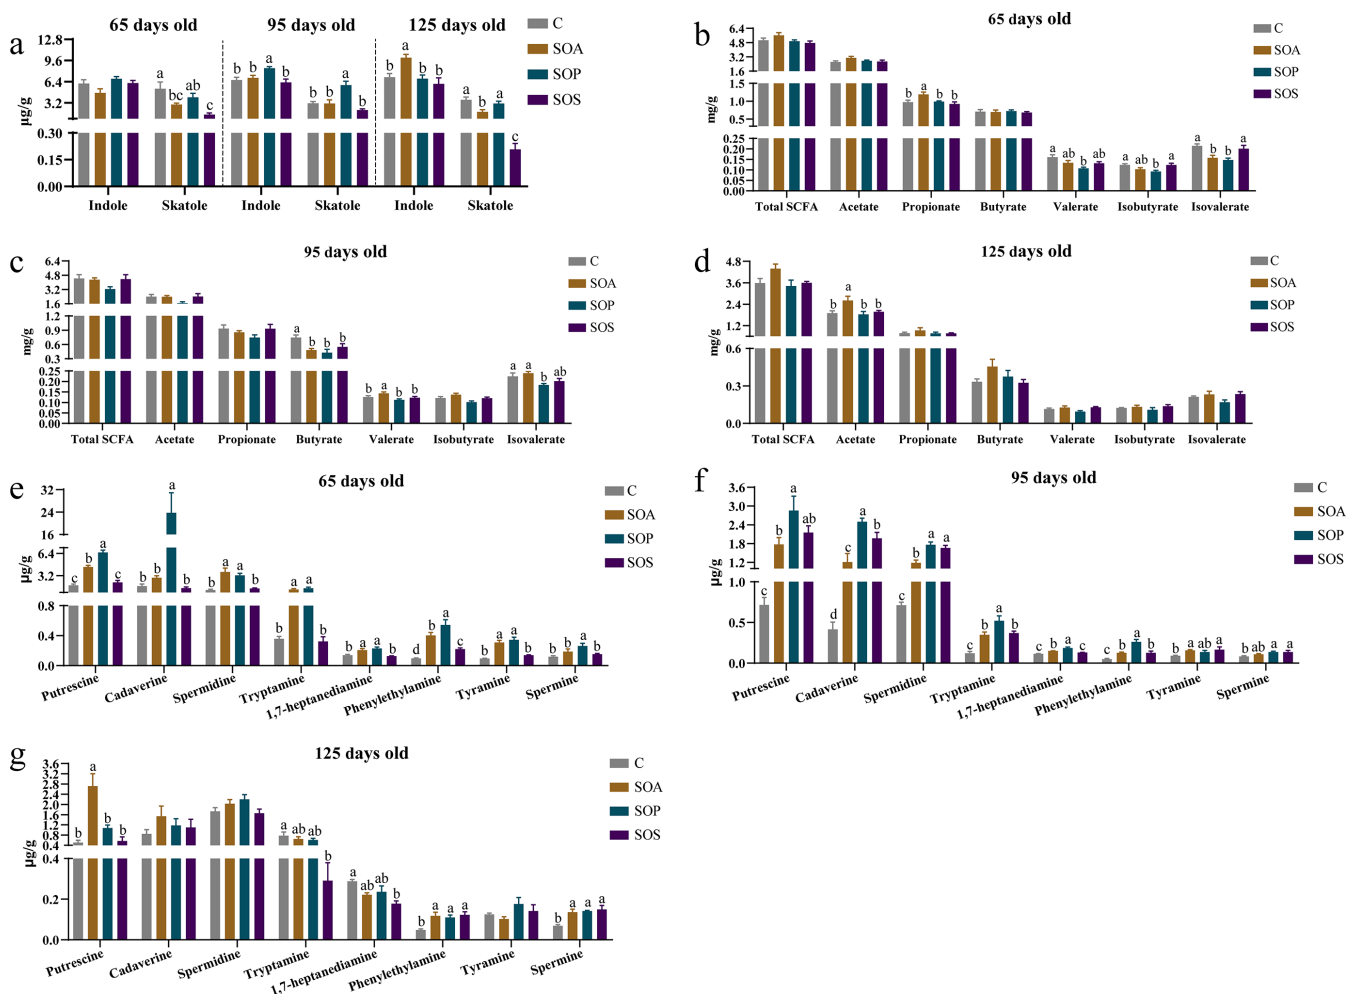 a
65 days old 95 days old 125 days old
C
SOA
SOP
SOS
μg/g
12.8
9.6
6.4
3.2
0.30
0.15
0.00
a bc ab c
b b a b
b b a b
b a b b
a b a c
Indole Skatole Indole Skatole Indole Skatole
b
65 days old
C
SOA
SOP
SOS
mg/g
6.4
4.8
3.2
1.6
1.5
1.0
0.5
0.25
0.20
0.15
0.10
0.05
0.00
b a b b
a ab b ab
a ab b a
a b b a
Total SCFA Acetate Propionate Butyrate Valerate Isobutyrate Isovalerate
c
95 days old
C
SOA
SOP
SOS
mg/g
6.4
4.8
3.2
1.6
1.2
0.9
0.6
0.3
0.25
0.20
0.15
0.10
0.05
0.00
a b b b
b a b b
a a b ab
Total SCFA Acetate Propionate Butyrate Valerate Isobutyrate Isovalerate
d
125 days old
C
SOA
SOP
SOS
mg/g
4.8
3.6
2.4
1.2
0.6
0.3
0.0
b a b b
Total SCFA Acetate Propionate Butyrate Valerate Isobutyrate Isovalerate
e
65 days old
C
SOA
SOP
SOS
μg/g
32
24
16
6.4
3.2
0.8
0.4
0.0
c b a c
b b a b
b a a b
b a a b
b a a b
d b a c
b a a b
b b a b
Putrescine Cadaverine Spermidine Tryptamine 1,7-heptanediamine Phenylethylamine Tyramine Spermine
f
95 days old
C
SOA
SOP
SOS
μg/g
3.6
3.0
2.4
1.8
1.2
1.0
0.5
0.0
c b a ab
d c a b
c b a a
c b a b
c b a c
c b a b
b a ab a
b ab a a
Putrescine Cadaverine Spermidine Tryptamine 1,7-heptanediamine Phenylethylamine Tyramine Spermine
g
125 days old
C
SOA
SOP
SOS
μg/g
3.6
3.2
2.8
2.4
2.0
1.6
1.2
0.8
0.4
0.4
0.2
0.0
b a b b
a ab ab b
a ab ab b
b a a a
b a a a
Putrescine Cadaverine Spermidine Tryptamine 1,7-heptanediamine Phenylethylamine Tyramine Spermine